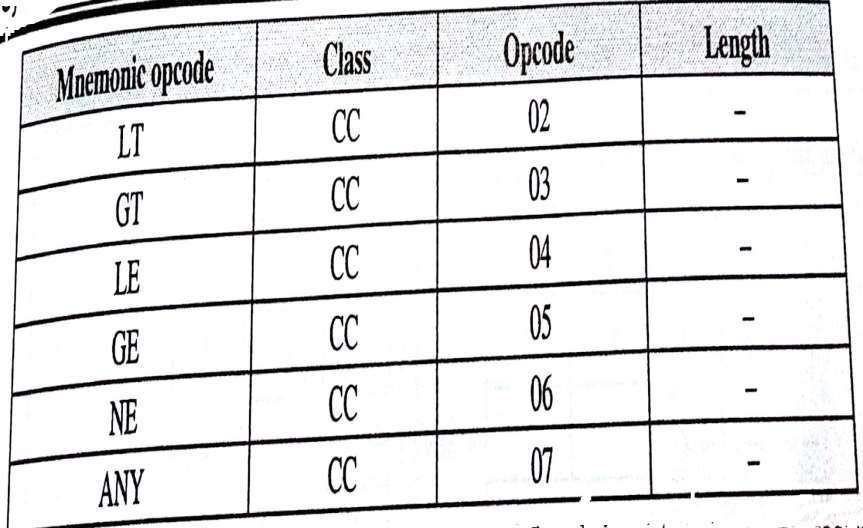 Mnemonic opcode Class Opcode Length
LT CC 02 –
GT CC 03 –
LE CC 04 –
GE CC 05 –
NE CC 06 –
ANY CC 07 –